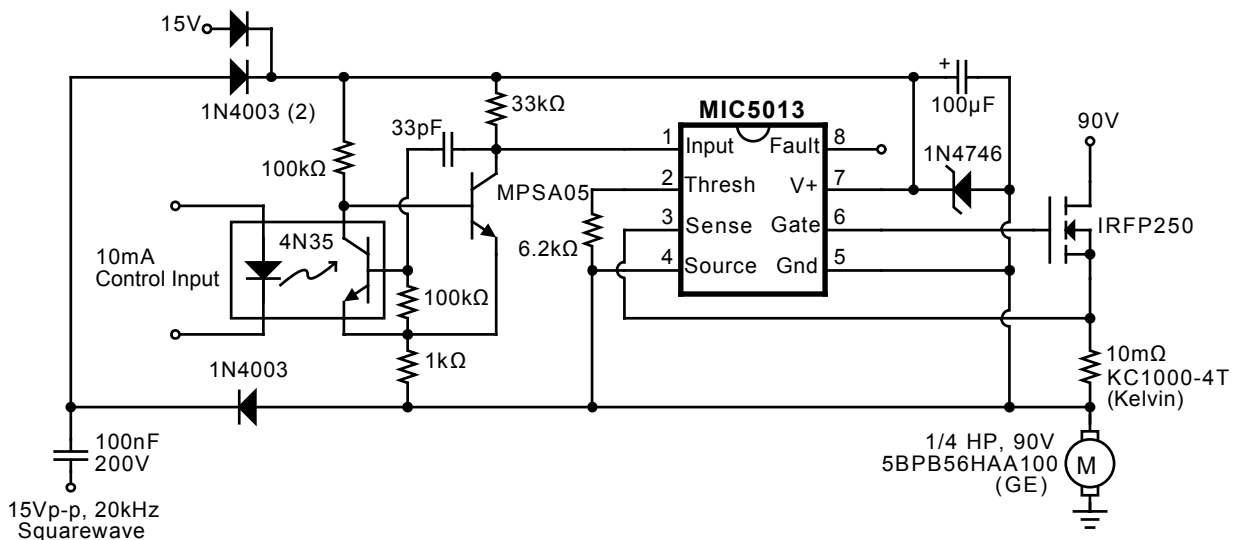 15V
1N4003 (2)
33pF
33kΩ
100kΩ
MPSA05
10mA
Control Input
4N35
100kΩ
1kΩ
1N4003
100nF
200V
15Vp-p, 20kHz
Squarewave
MIC5013
1 Input Fault 8
2 Thresh V+ 7
3 Sense Gate 6
4 Source Gnd 5
6.2kΩ
+
100µF
1N4746
90V
IRFP250
10mΩ
KC1000-4T
(Kelvin)
1/4 HP, 90V
5BPB56HAA100
(GE)
M